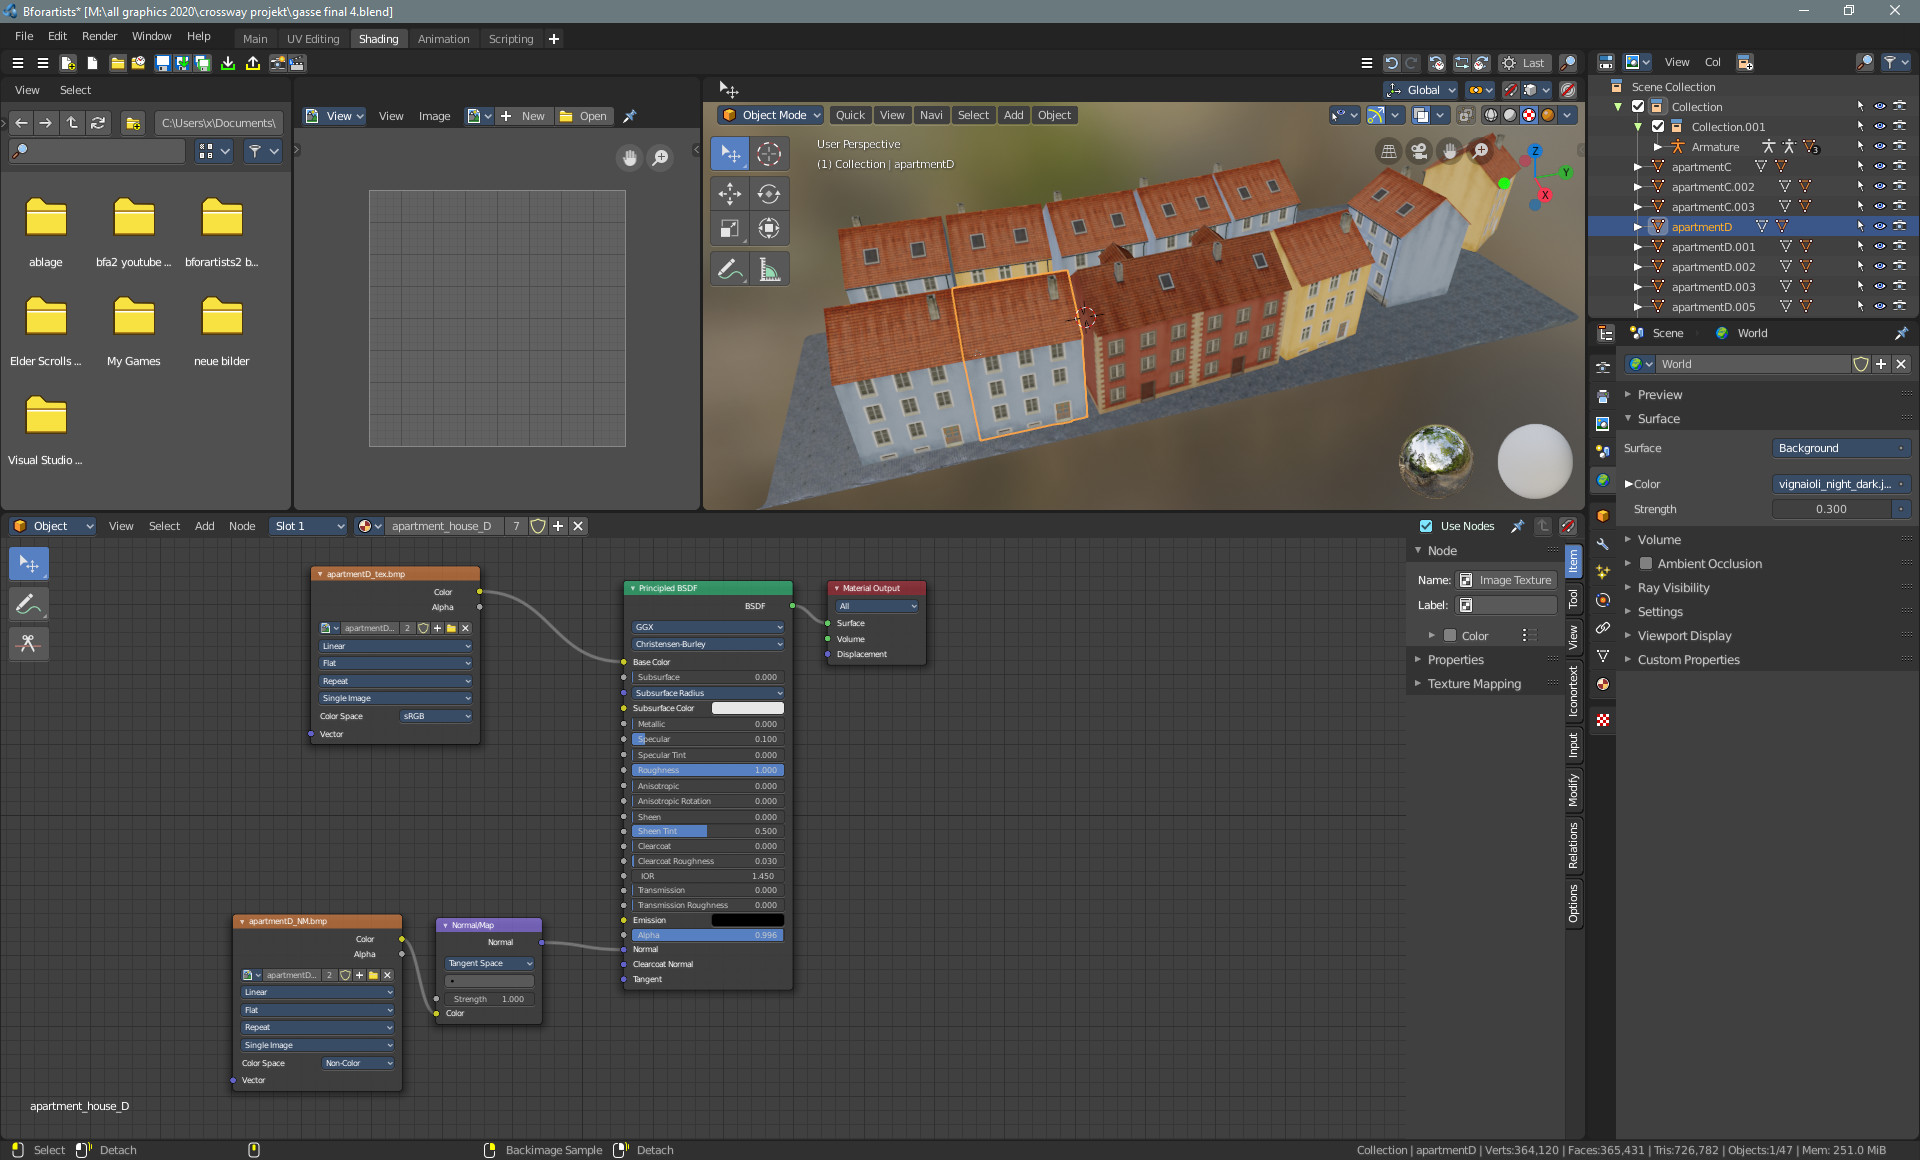 Bforartists* [M:\all graphics 2020\crossway projekt\gasse final 4.blend]
File Edit Render Window Help Main UV Editing Shading Animation Scripting
Last
View Select
C:\Users\x\Documents\
ablage
bfa2 youtube ...
bforartists2 b...
Elder Scrolls ...
My Games
neue bilder
Visual Studio ...
View View Image New Open
Global
Object Mode Quick View Navi Select Add Object
User Perspective
(1) Collection | apartmentD
Z
Y
X
View Col
Scene Collection
Collection
Collection.001
Armature 3
apartmentC
apartmentC.002
apartmentC.003
apartmentD
apartmentD.001
apartmentD.002
apartmentD.003
apartmentD.005
Scene World
World
Preview
Surface
Surface Background
Color vignaioli_night_dark.j...
Strength 0.300
Volume
Ambient Occlusion
Ray Visibility
Settings
Viewport Display
Custom Properties
Object View Select Add Node Slot 1 apartment_house_D 7 Use Nodes
apartmentD_tex.bmp
Color
Alpha
apartmentD... 2
Linear
Flat
Repeat
Single Image
Color Space sRGB
Vector
Principled BSDF
BSDF
GGX
Christensen-Burley
Base Color
Subsurface 0.000
Subsurface Radius
Subsurface Color
Metallic 0.000
Specular 0.100
Specular Tint 0.000
Roughness 1.000
Anisotropic 0.000
Anisotropic Rotation 0.000
Sheen 0.000
Sheen Tint 0.500
Clearcoat 0.000
Clearcoat Roughness 0.030
IOR 1.450
Transmission 0.000
Transmission Roughness 0.000
Emission
Alpha 0.996
Normal
Clearcoat Normal
Tangent
Material Output
All
Surface
Volume
Displacement
apartmentD_NM.bmp
Color
Alpha
apartmentD... 2
Linear
Flat
Repeat
Single Image
Color Space Non-Color
Vector
Normal/Map
Normal
Tangent Space
Strength 1.000
Color
Node
Name: Image Texture
Label:
Color
Properties
Texture Mapping
Item
Tool
View
Iconortext
Input
Modify
Relations
Options
apartment_house_D
Select Detach Backimage Sample Detach
Collection | apartmentD | Verts:364,120 | Faces:365,431 | Tris:726,782 | Objects:1/47 | Mem: 251.0 MiB